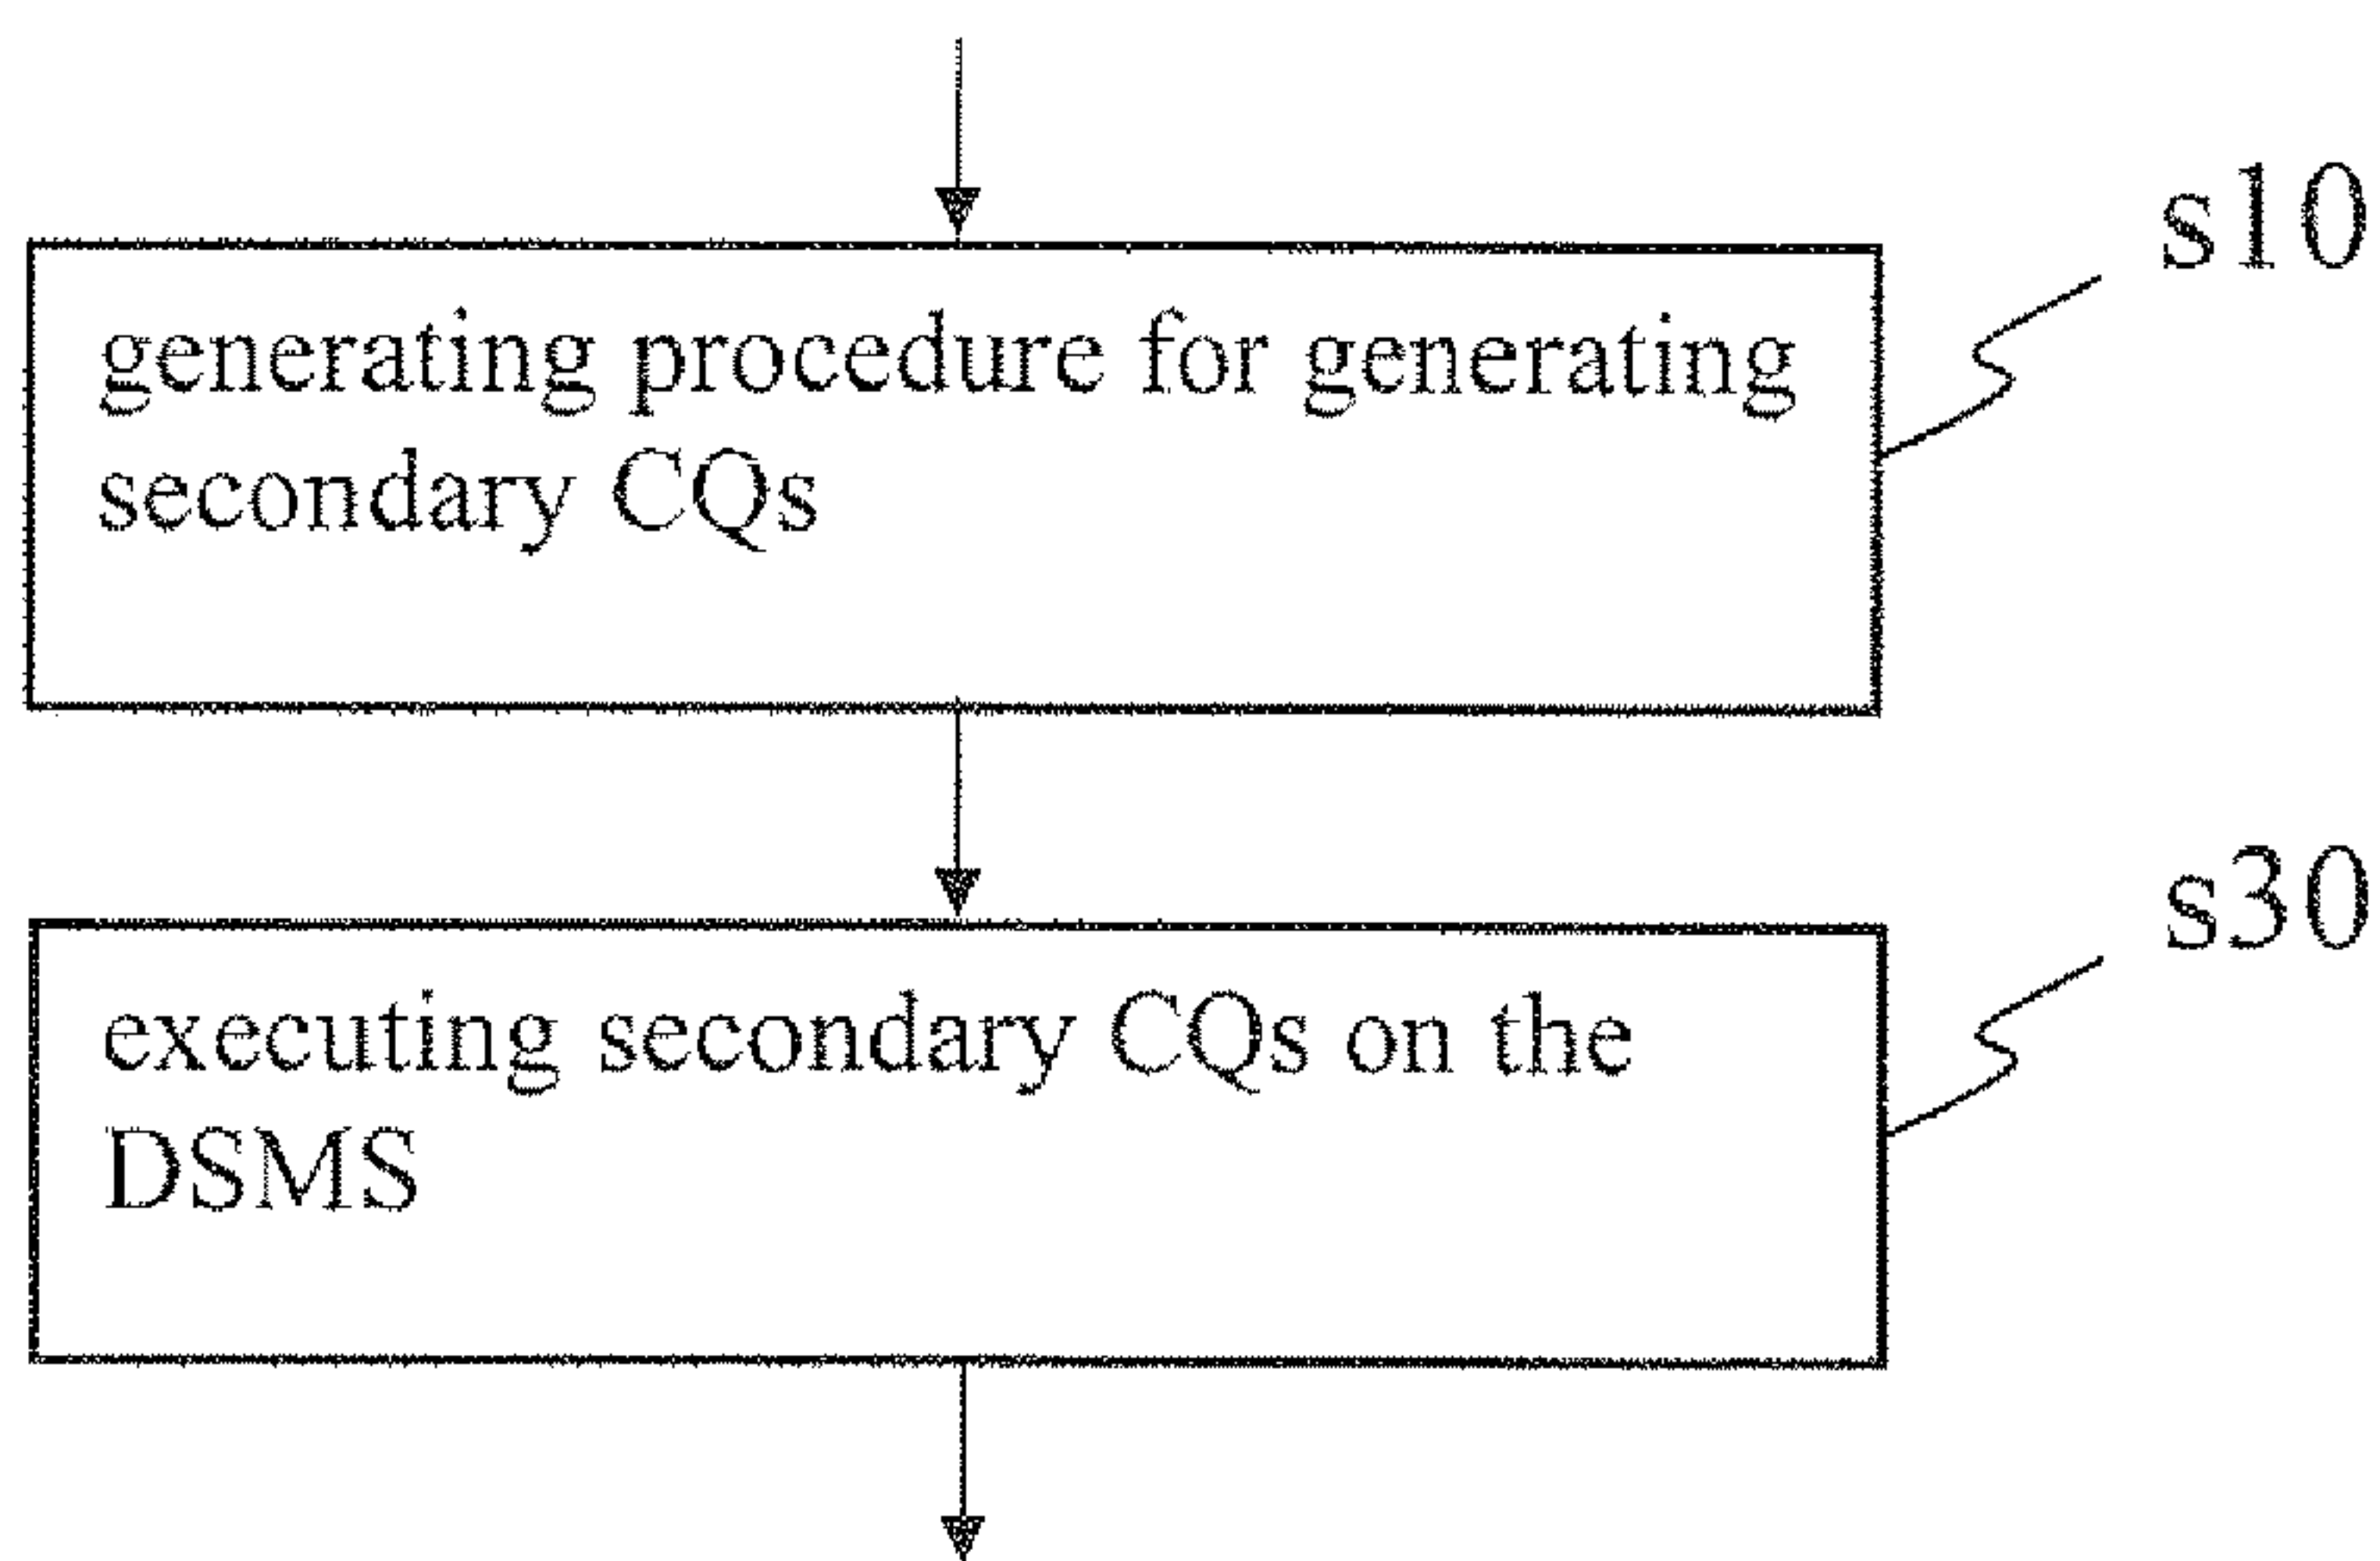 s10
generating procedure for generating
secondary CQs
s30
executing secondary CQs on the
DSMS